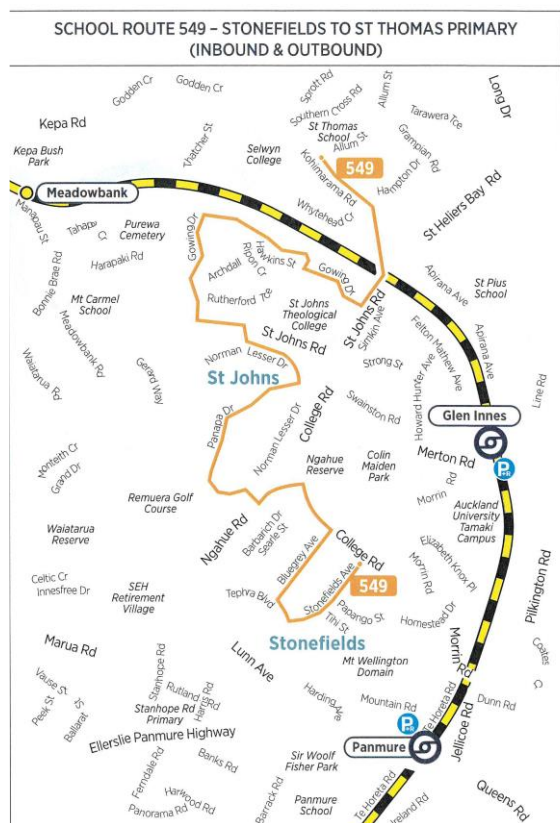 SCHOOL ROUTE 549 – STONEFIELDS TO ST THOMAS PRIMARY
(INBOUND & OUTBOUND)
Godden Cr
Godden Cr
Sprott Rd
Allum St
Long Dr
Southern Cross Rd
Tarawera Tce
Kepa Rd
Thatcher St
St Thomas
School
Allum St
Grampian Rd
Kepa Bush
Park
Selwyn
College
Kohimarama Rd
549
Hampton Dr
Meadowbank
St Heliers Bay Rd
Manapau St
Whytehead Cr
Tahapa Cr
Purewa
Cemetery
Gowing Dr
Hawkins St
Ripon Cr
Archdall
Gowing Dr
Harapaki Rd
Bonnie Brae Rd
Rutherford Tce
Apirana Ave
St Pius
School
Mt Carmel
School
St Johns
Theological
College
St Johns Rd
Simkin Ave
Meadowbank Rd
St Johns Rd
Felton Mathew Ave
Apirana Ave
Waiatarua Rd
Gerard Way
Norman Lesser Dr
Strong St
Howard Hunter Ave
Line Rd
St Johns
Swainston Rd
Glen Innes
Panapa Dr
College Rd
Norman Lesser Dr
Monteith Cr
Grand Dr
Ngahue
Reserve
Colin
Maiden
Park
Merton Rd
P+R
Remuera Golf
Course
Morrin Rd
Auckland
University
Tamaki
Campus
Waiatarua
Reserve
Ngahue Rd
Barbarich Dr
Searle St
College Rd
Bluegrey Ave
Elizabeth Knox Pl
Morrin Rd
Celtic Cr
Innesfree Dr
SEH
Retirement
Village
Tephra Blvd
Stonefields Ave
549
Pilkington Rd
Papango St
Tihi St
Homestead Dr
Stonefields
Marua Rd
Lunn Ave
Mt Wellington
Domain
Morrin Rd
Coates Cr
Vause St
Peek St
Ballarat St
Stanhope Rd
Rutland Rd
Harris Rd
Stanhope Rd
Primary
Harding Ave
Mountain Rd
Te Horeta Rd
Dunn Rd
Jellicoe Rd
P+R
Ellerslie Panmure Highway
Panmure
Banks Rd
Sir Woolf
Fisher Park
Ferndale Rd
Harwood Rd
Panorama Rd
Barrack Rd
Panmure
School
Te Horeta Rd
Ireland Rd
Queens Rd